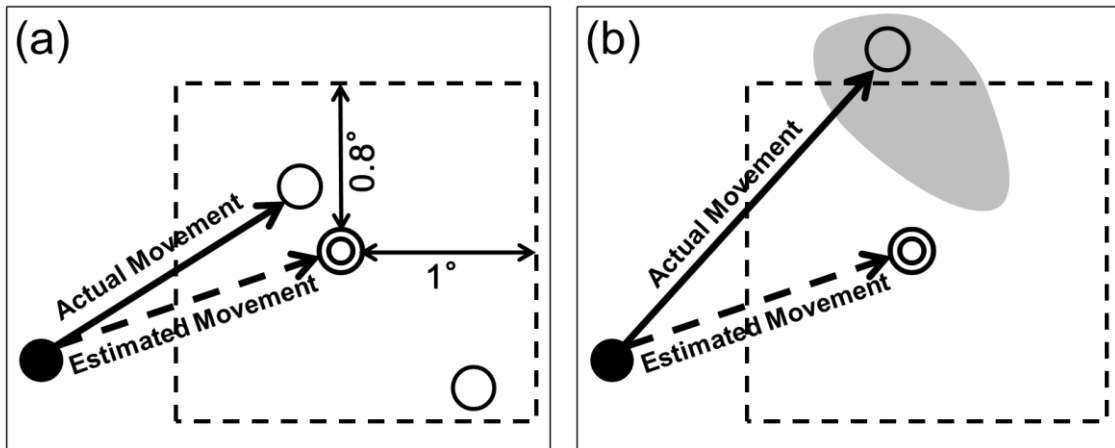 (a)
0.8°
1°
Actual Movement
Estimated Movement
(b)
Actual Movement
Estimated Movement